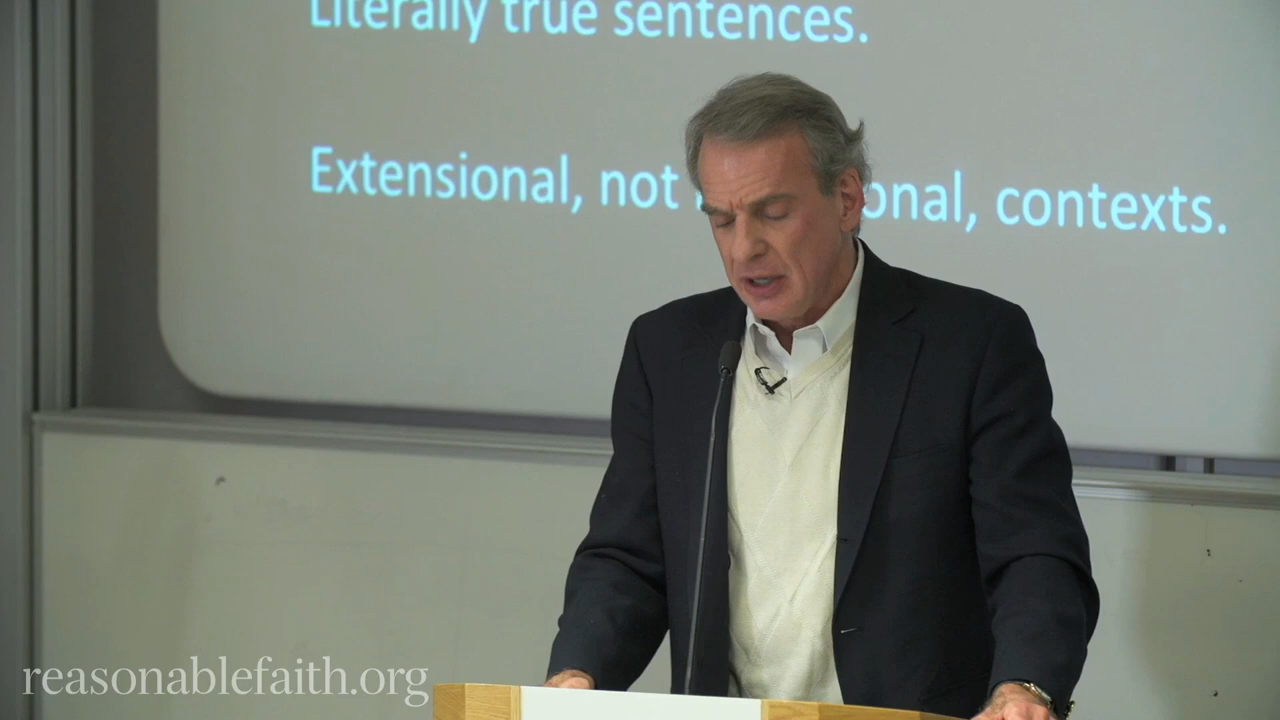 Literally true sentences.
Extensional, not onal, contexts.
reasonablefaith.org